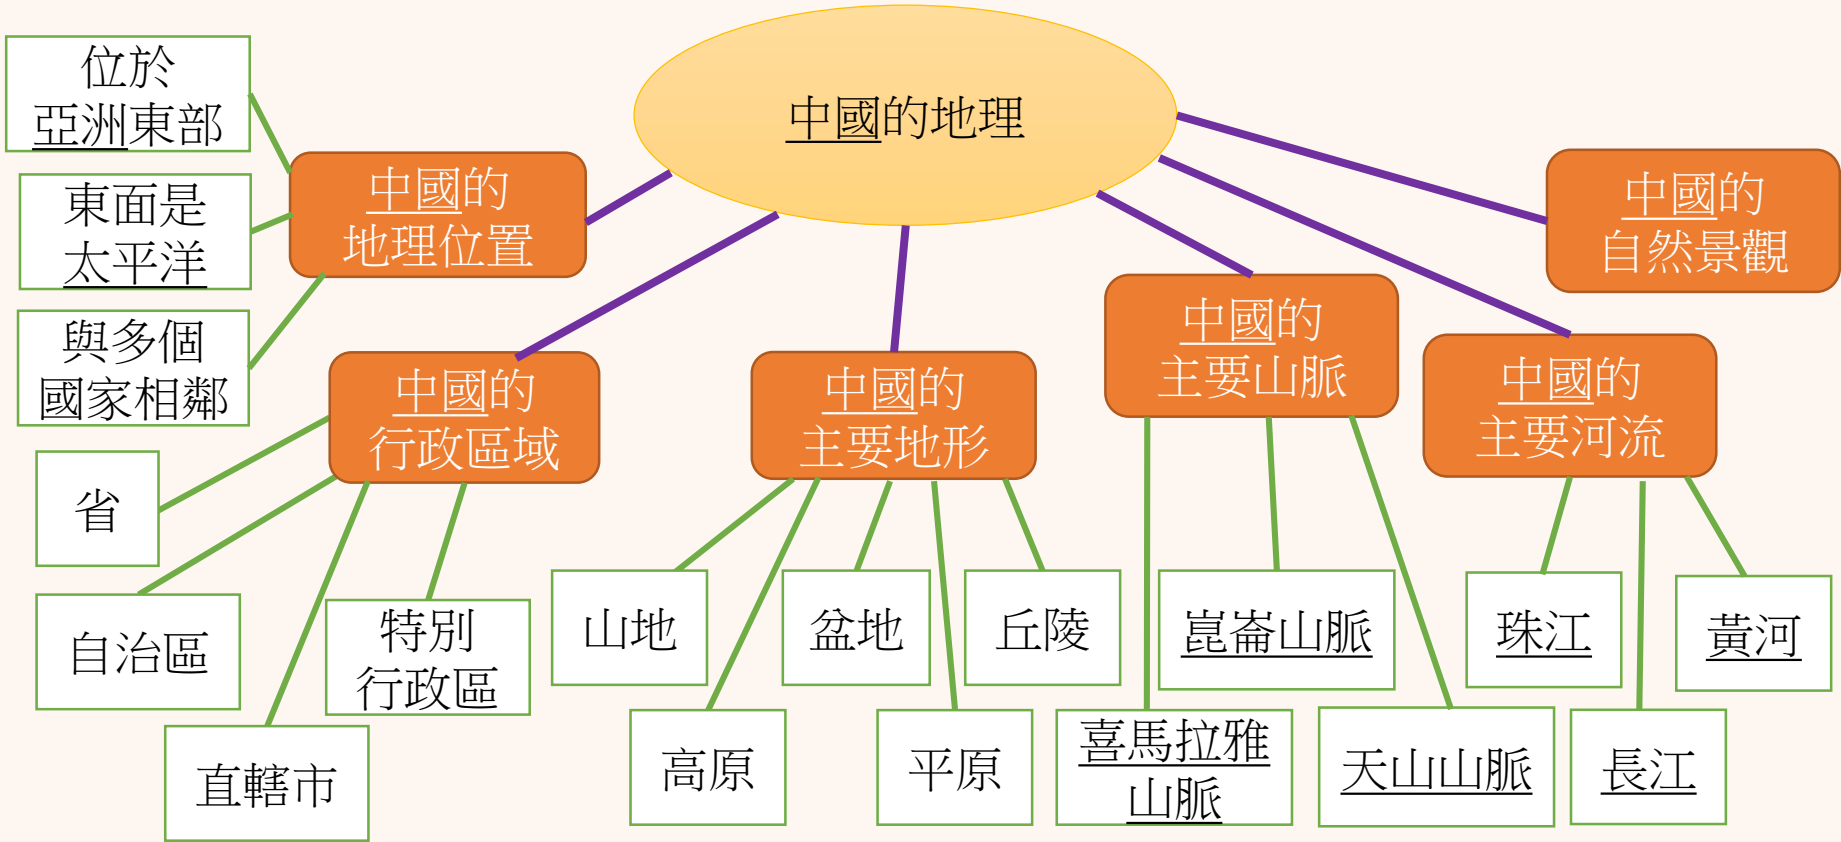 中國的地理
中國的
地理位置
位於
亞洲東部
東面是
太平洋
與多個
國家相鄰
中國的
行政區域
省
自治區
直轄市
特別
行政區
中國的
主要地形
山地
高原
盆地
平原
丘陵
中國的
主要山脈
喜馬拉雅
山脈
崑崙山脈
天山山脈
中國的
主要河流
珠江
長江
黃河
中國的
自然景觀